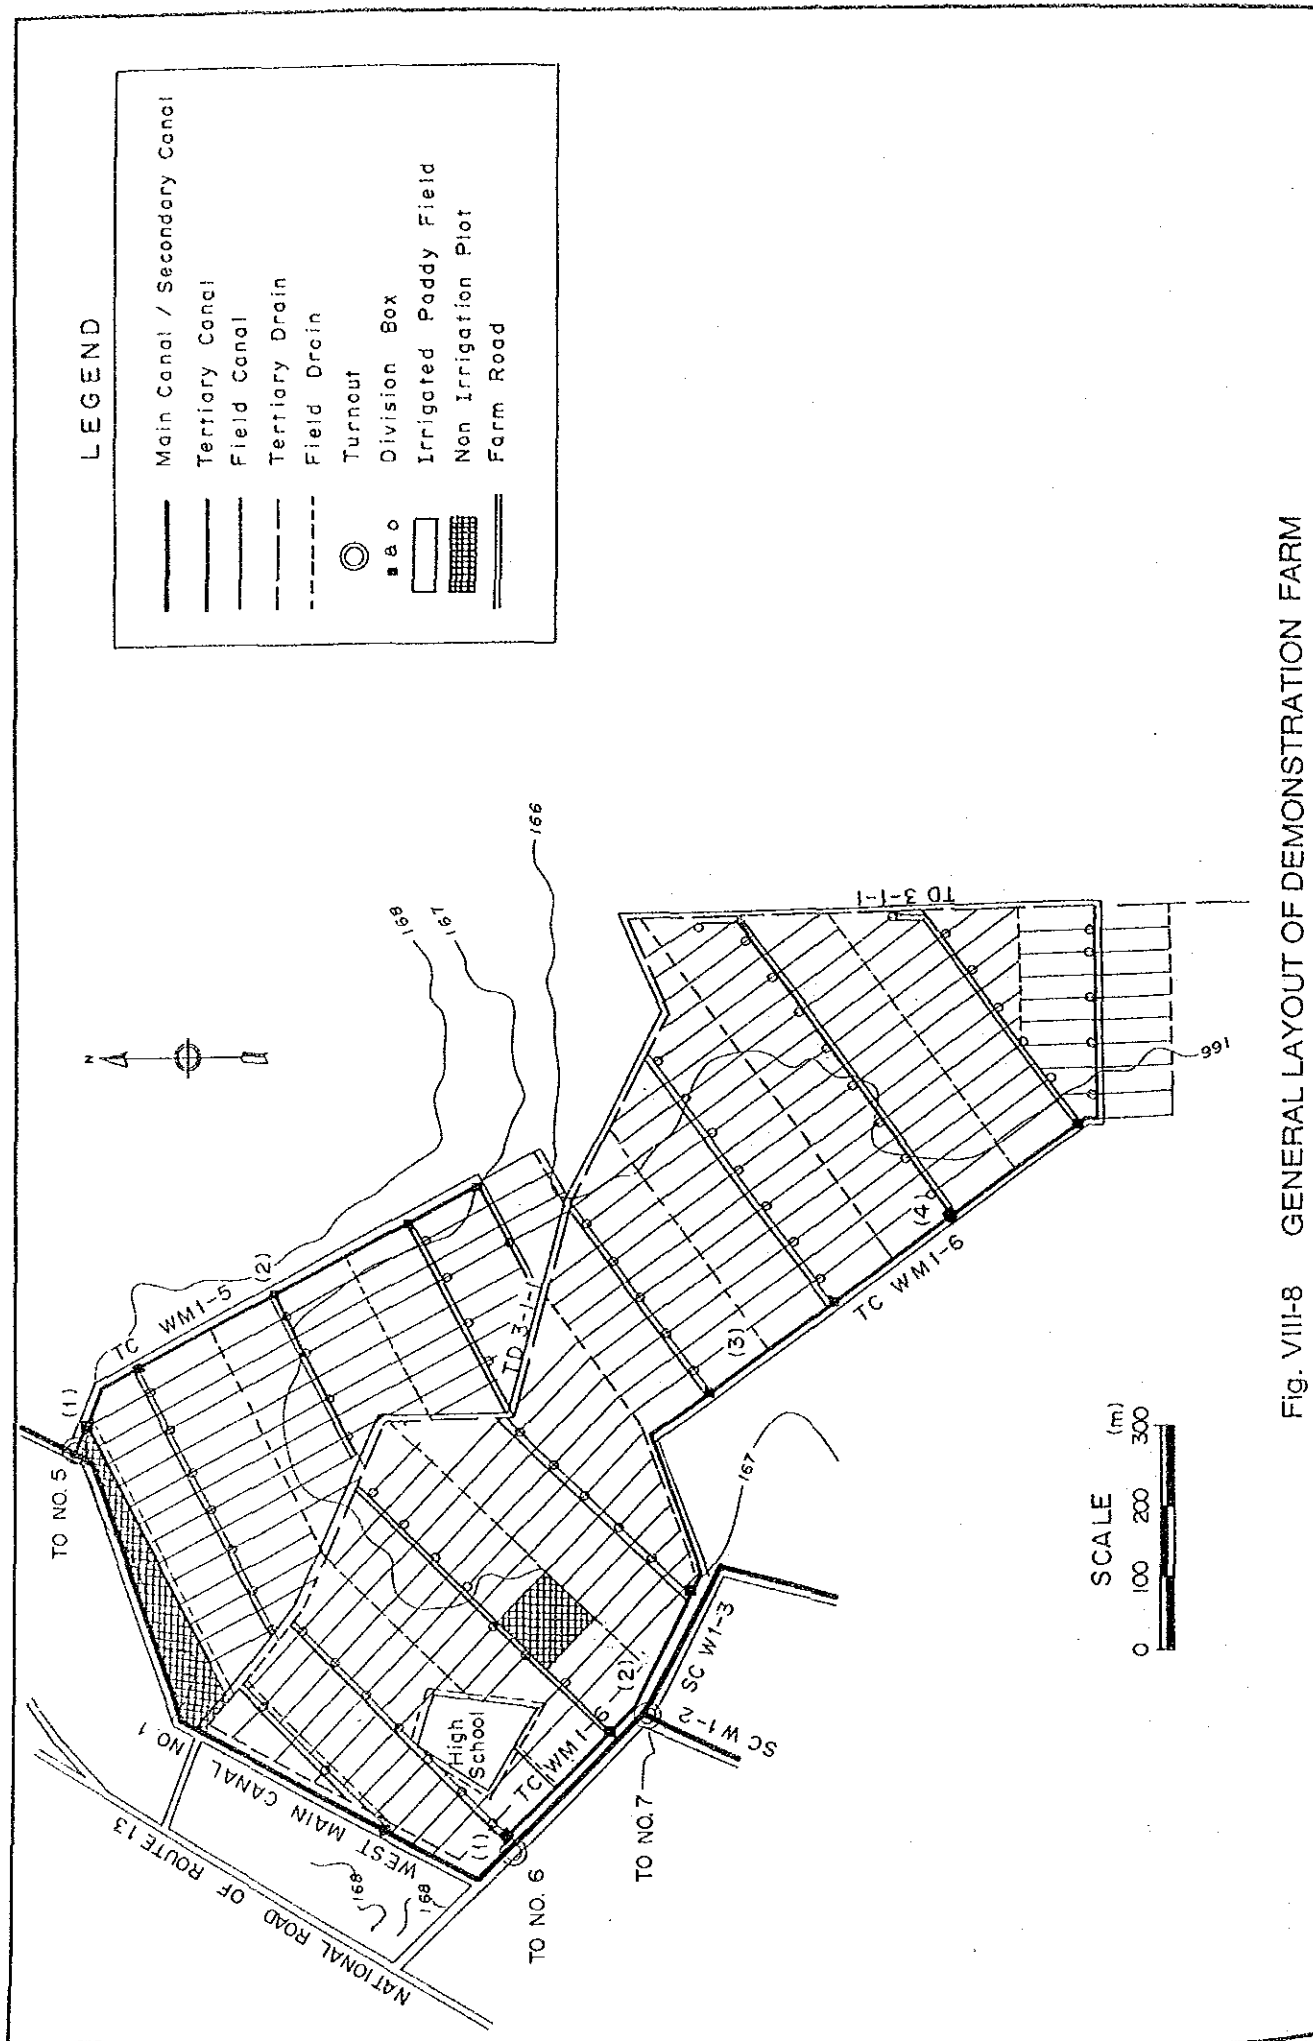 LEGEND
Main Canal / Secondary Canal
Tertiary Canal
Field Canal
Tertiary Drain
Field Drain
Turnout
■ & ○ Division Box
Irrigated Paddy Field
Non Irrigation Plot
Farm Road
N
168
167
166
TO NO. 5
(1)
TC WM1-5
(2)
NO. 1
WEST MAIN CANAL
NATIONAL ROAD OF ROUTE 13
168
168
High
School
TD 3-1-1
TD 3-1-1
(1)
TC WM1-6
(2)
TO NO. 6
TO NO. 7
SC W1-2
SC W1-3
167
(3)
TC WM1-6
(4)
166
SCALE
0 100 200 300 (m)
Fig. VIII-8 GENERAL LAYOUT OF DEMONSTRATION FARM